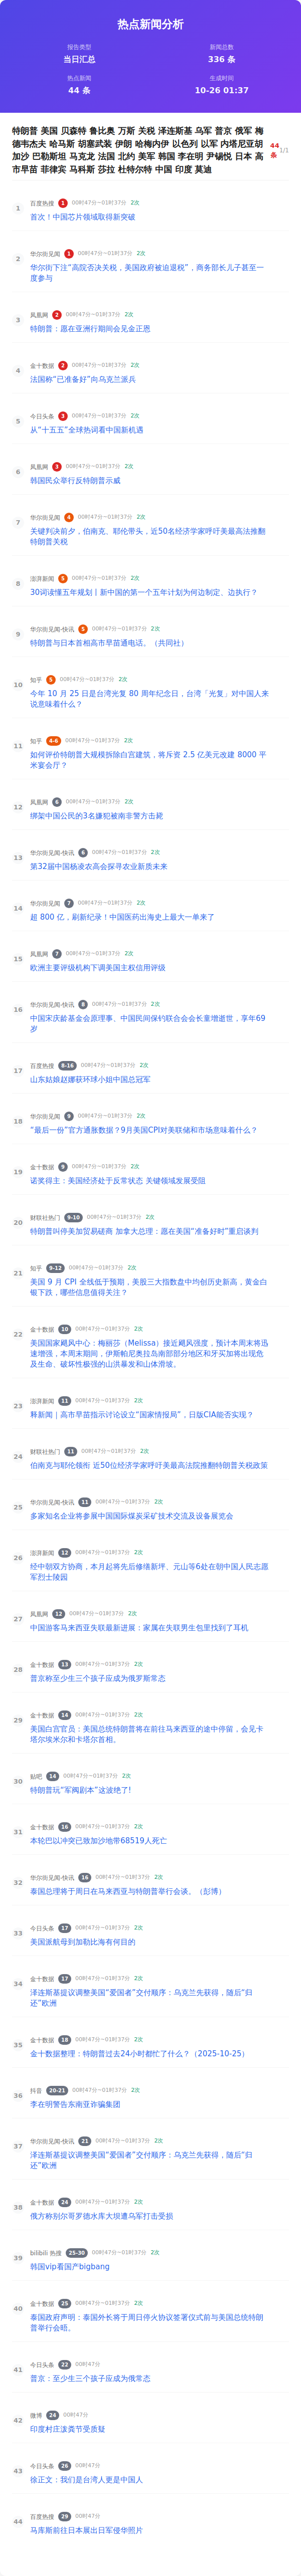 热点新闻分析
报告类型
当日汇总
新闻总数
336 条
热点新闻
44 条
生成时间
10-26 01:37
特朗普 美国 贝森特 鲁比奥 万斯 关税 泽连斯基 乌军 普京 俄军 梅
德韦杰夫 哈马斯 胡塞武装 伊朗 哈梅内伊 以色列 以军 内塔尼亚胡
加沙 巴勒斯坦 马克龙 法国 北约 美军 韩国 李在明 尹锡悦 日本 高
市早苗 菲律宾 马科斯 莎拉 杜特尔特 中国 印度 莫迪
44 条 1/1
1
百度热搜 1 00时47分~01时37分 2次
首次！中国芯片领域取得新突破
2
华尔街见闻 1 00时47分~01时37分 2次
华尔街下注“高院否决关税，美国政府被迫退税”，商务部长儿子甚至一
度参与
3
凤凰网 2 00时47分~01时37分 2次
特朗普：愿在亚洲行期间会见金正恩
4
金十数据 2 00时47分~01时37分 2次
法国称“已准备好”向乌克兰派兵
5
今日头条 3 00时47分~01时37分 2次
从“十五五”全球热词看中国新机遇
6
凤凰网 3 00时47分~01时37分 2次
韩国民众举行反特朗普示威
7
华尔街见闻 4 00时47分~01时37分 2次
关键判决前夕，伯南克、耶伦带头，近50名经济学家呼吁美最高法推翻
特朗普关税
8
澎湃新闻 5 00时47分~01时37分 2次
30词读懂五年规划丨新中国的第一个五年计划为何边制定、边执行？
9
华尔街见闻-快讯 5 00时47分~01时37分 2次
特朗普与日本首相高市早苗通电话。（共同社）
10
知乎 5 00时47分~01时37分 2次
今年 10 月 25 日是台湾光复 80 周年纪念日，台湾「光复」对中国人来
说意味着什么？
11
知乎 4-6 00时47分~01时37分 2次
如何评价特朗普大规模拆除白宫建筑，将斥资 2.5 亿美元改建 8000 平
米宴会厅？
12
凤凰网 6 00时47分~01时37分 2次
绑架中国公民的3名嫌犯被南非警方击毙
13
华尔街见闻-快讯 6 00时47分~01时37分 2次
第32届中国杨凌农高会探寻农业新质未来
14
华尔街见闻 7 00时47分~01时37分 2次
超 800 亿，刷新纪录！中国医药出海史上最大一单来了
15
凤凰网 7 00时47分~01时37分 2次
欧洲主要评级机构下调美国主权信用评级
16
华尔街见闻-快讯 8 00时47分~01时37分 2次
中国宋庆龄基金会原理事、中国民间保钓联合会会长童增逝世，享年69
岁
17
百度热搜 8-16 00时47分~01时37分 2次
山东姑娘赵娜获环球小姐中国总冠军
18
华尔街见闻 9 00时47分~01时37分 2次
“最后一份”官方通胀数据？9月美国CPI对美联储和市场意味着什么？
19
金十数据 9 00时47分~01时37分 2次
诺奖得主：美国经济处于反常状态 关键领域发展受阻
20
财联社热门 9-10 00时47分~01时37分 2次
特朗普叫停美加贸易磋商 加拿大总理：愿在美国“准备好时”重启谈判
21
知乎 9-12 00时47分~01时37分 2次
美国 9 月 CPI 全线低于预期，美股三大指数盘中均创历史新高，黄金白
银下跌，哪些信息值得关注？
22
金十数据 10 00时47分~01时37分 2次
美国国家飓风中心：梅丽莎（Melissa）接近飓风强度，预计本周末将迅
速增强，本周末期间，伊斯帕尼奥拉岛南部部分地区和牙买加将出现危
及生命、破坏性极强的山洪暴发和山体滑坡。
23
澎湃新闻 11 00时47分~01时37分 2次
释新闻｜高市早苗指示讨论设立“国家情报局”，日版CIA能否实现？
24
财联社热门 11 00时47分~01时37分 2次
伯南克与耶伦领衔 近50位经济学家呼吁美最高法院推翻特朗普关税政策
25
华尔街见闻-快讯 11 00时47分~01时37分 2次
多家知名企业将参展中国国际煤炭采矿技术交流及设备展览会
26
澎湃新闻 12 00时47分~01时37分 2次
经中朝双方协商，本月起将先后修缮新坪、元山等6处在朝中国人民志愿
军烈士陵园
27
凤凰网 12 00时47分~01时37分 2次
中国游客马来西亚失联最新进展：家属在失联男生包里找到了耳机
28
金十数据 13 00时47分~01时37分 2次
普京称至少生三个孩子应成为俄罗斯常态
29
金十数据 14 00时47分~01时37分 2次
美国白宫官员：美国总统特朗普将在前往马来西亚的途中停留，会见卡
塔尔埃米尔和卡塔尔首相。
30
贴吧 14 00时47分~01时37分 2次
特朗普玩“军阀剧本”这波绝了!
31
金十数据 16 00时47分~01时37分 2次
本轮巴以冲突已致加沙地带68519人死亡
32
华尔街见闻-快讯 16 00时47分~01时37分 2次
泰国总理将于周日在马来西亚与特朗普举行会谈。（彭博）
33
今日头条 17 00时47分~01时37分 2次
美国派航母到加勒比海有何目的
34
金十数据 17 00时47分~01时37分 2次
泽连斯基提议调整美国“爱国者”交付顺序：乌克兰先获得，随后“归
还”欧洲
35
金十数据 18 00时47分~01时37分 2次
金十数据整理：特朗普过去24小时都忙了什么？（2025-10-25）
36
抖音 20-21 00时47分~01时37分 2次
李在明警告东南亚诈骗集团
37
华尔街见闻-快讯 21 00时47分~01时37分 2次
泽连斯基提议调整美国“爱国者”交付顺序：乌克兰先获得，随后“归
还”欧洲
38
金十数据 24 00时47分~01时37分 2次
俄方称别尔哥罗德水库大坝遭乌军打击受损
39
bilibili 热搜 25-30 00时47分~01时37分 2次
韩国vip看国产bigbang
40
金十数据 25 00时47分~01时37分 2次
泰国政府声明：泰国外长将于周日停火协议签署仪式前与美国总统特朗
普举行会晤。
41
今日头条 22 00时47分
普京：至少生三个孩子应成为俄常态
42
微博 24 00时47分
印度村庄泼粪节受质疑
43
今日头条 26 00时47分
徐正文：我们是台湾人更是中国人
44
百度热搜 29 00时47分
马库斯前往日本展出日军侵华照片